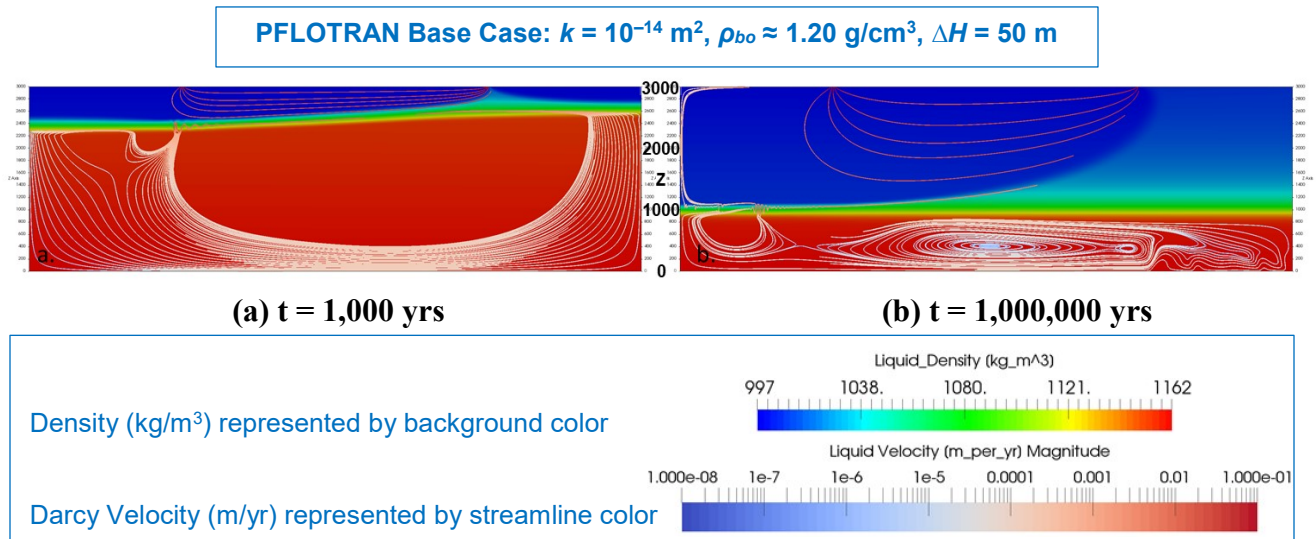 PFLOTRAN Base Case: k = 10⁻¹⁴ m², ρbo ≈ 1.20 g/cm³, ΔH = 50 m
3000
2000
z
1000
0
a.
b.
(a) t = 1,000 yrs
(b) t = 1,000,000 yrs
Liquid_Density [kg_m^3]
997 1038. 1080. 1121. 1162
Density (kg/m³) represented by background color
Liquid Velocity [m_per_yr] Magnitude
1.000e-08 1e-7 1e-6 1e-5 0.0001 0.001 0.01 1.000e-01
Darcy Velocity (m/yr) represented by streamline color